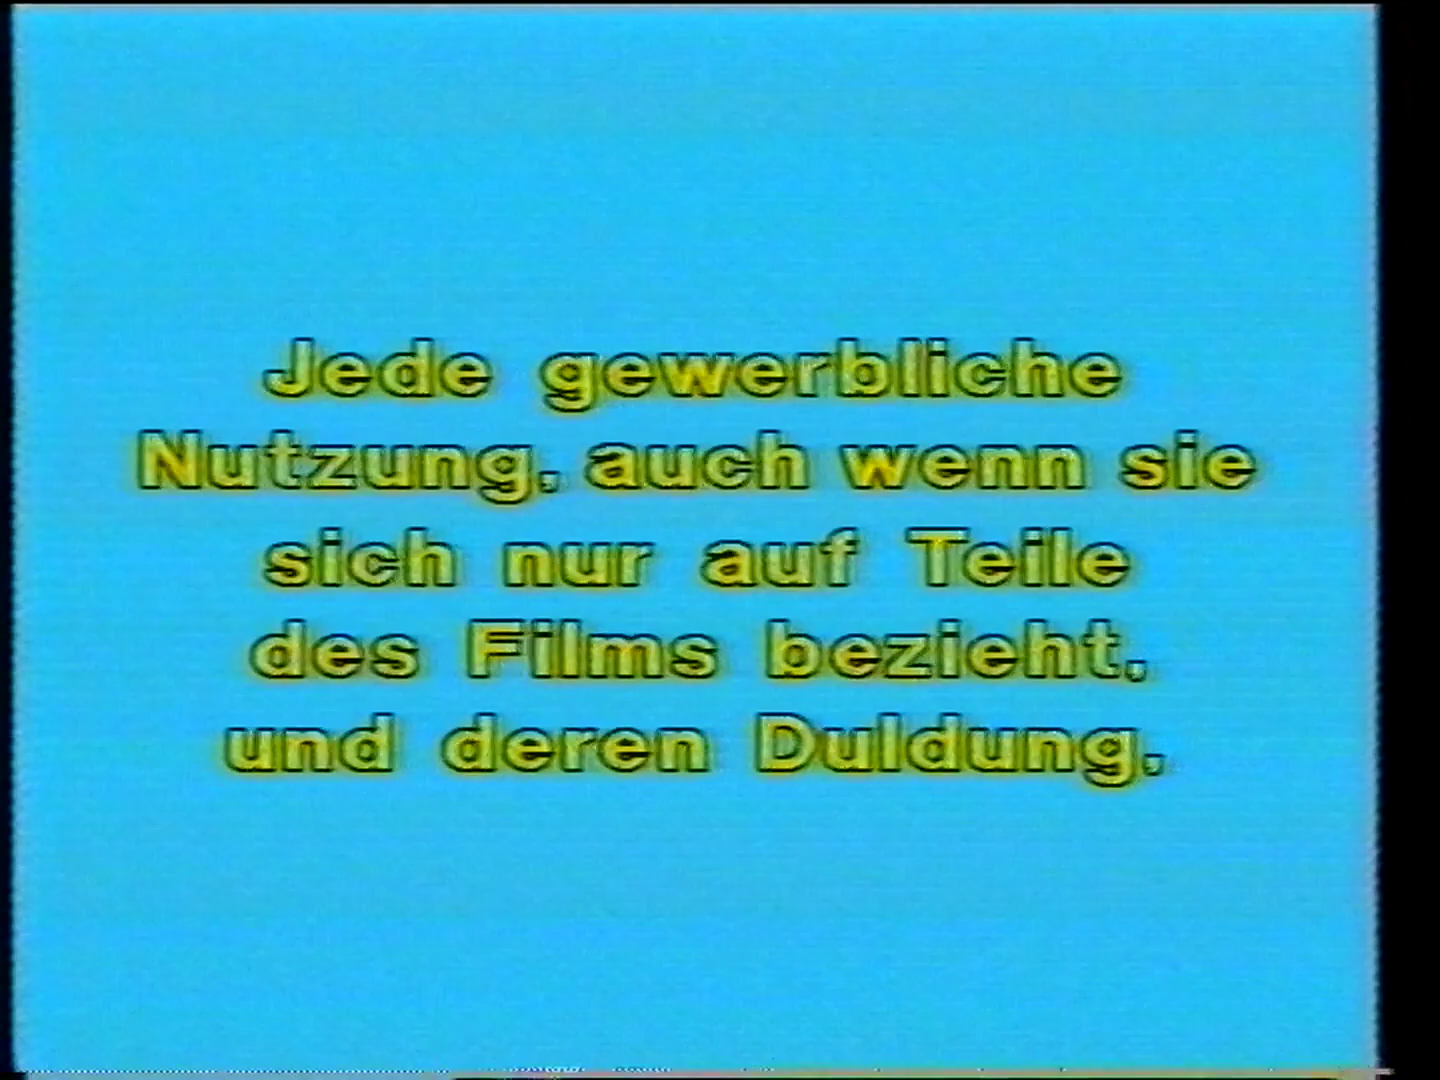 Jede gewerbliche
Nutzung, auch wenn sie
sich nur auf Teile
des Films bezieht,
und deren Duldung,